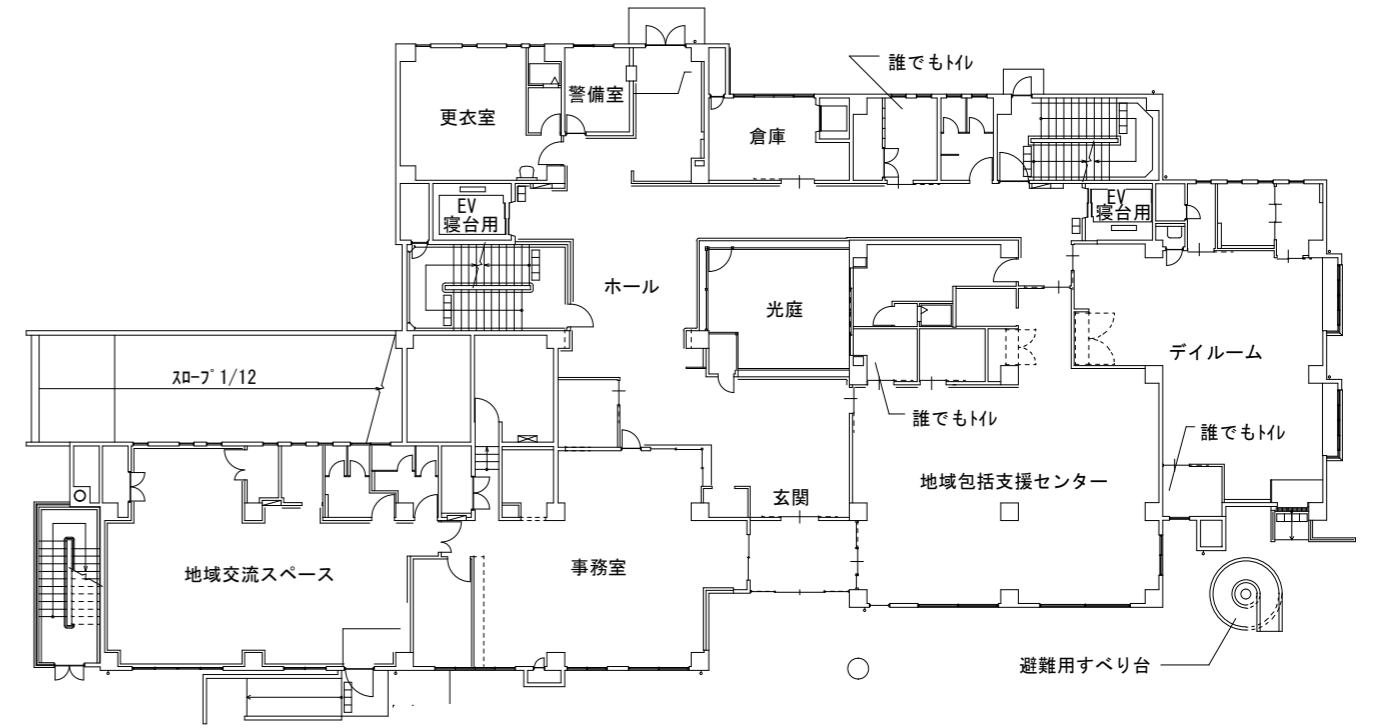 誰でもﾄｲﾚ
警備室
更衣室
倉庫
EV
寝台用
EV
寝台用
ホール
光庭
デイルーム
ｽﾛｰﾌﾟ 1/12
誰でもﾄｲﾚ
誰でもﾄｲﾚ
地域包括支援センター
玄関
事務室
地域交流スペース
避難用すべり台